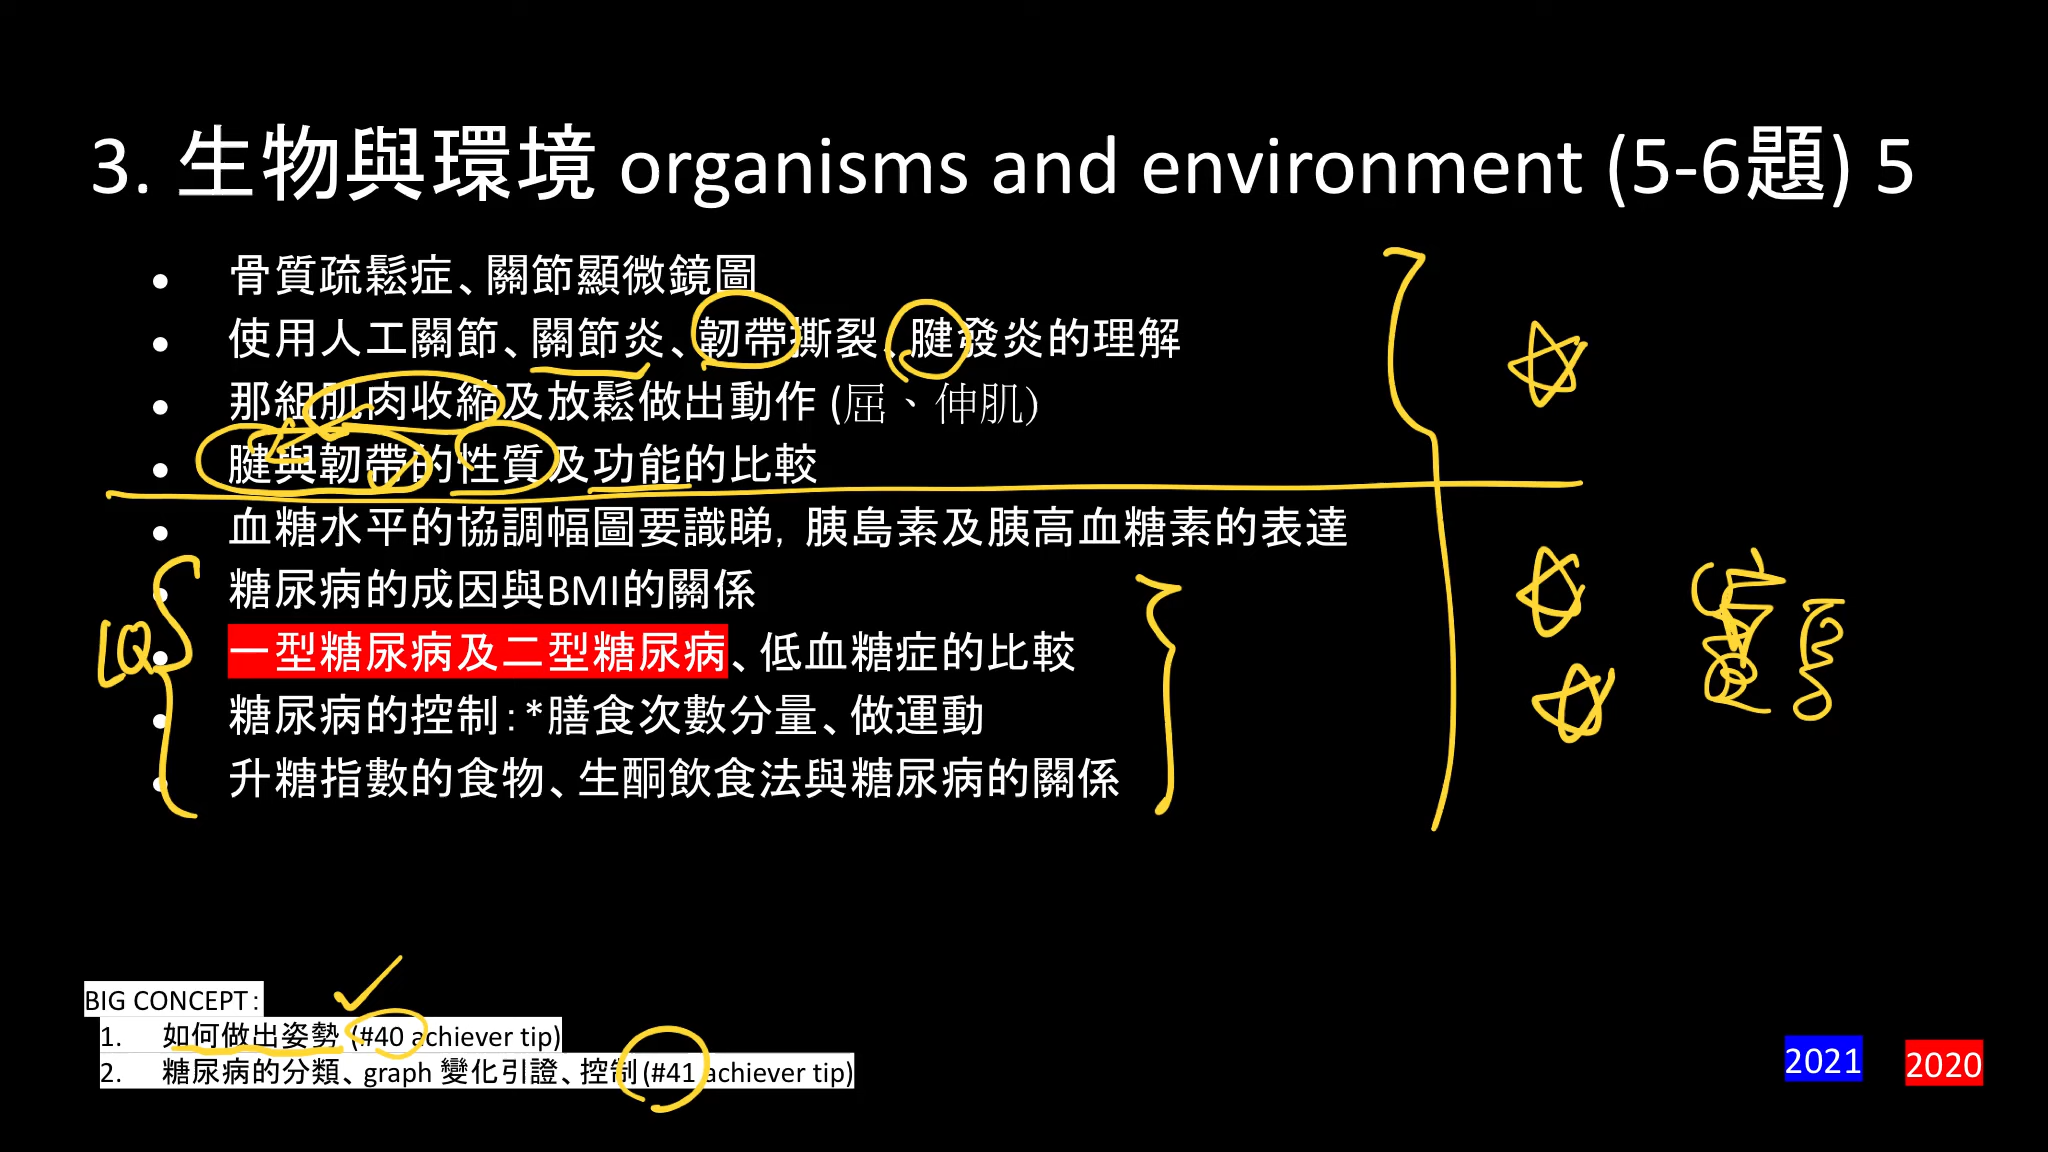 3. 生物與環境 organisms and environment (5-6題) 5
● 骨質疏鬆症、關節顯微鏡圖
● 使用人工關節、關節炎、韌帶撕裂、腱發炎的理解
● 那組肌肉收縮及放鬆做出動作 (屈、伸肌)
● 腱與韌帶的性質及功能的比較
● 血糖水平的協調幅圖要識睇，胰島素及胰高血糖素的表達
● 糖尿病的成因與BMI的關係
● 一型糖尿病及二型糖尿病、低血糖症的比較
● 糖尿病的控制：*膳食次數分量、做運動
● 升糖指數的食物、生酮飲食法與糖尿病的關係
LQ
BIG CONCEPT：
1. 如何做出姿勢 (#40 achiever tip)
2. 糖尿病的分類、graph 變化引證、控制 (#41 achiever tip)
2021 2020